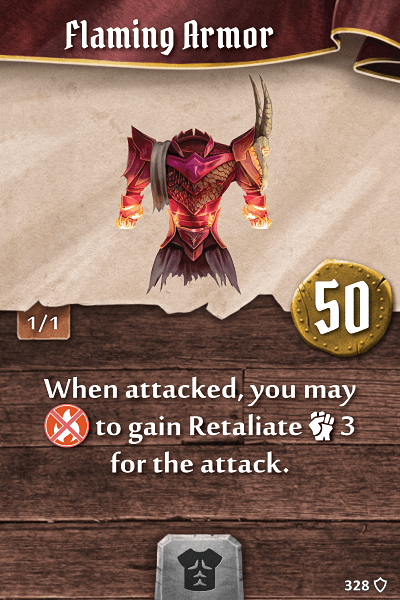 Flaming Armor
1/1
50
When attacked, you may
to gain Retaliate 3
for the attack.
328